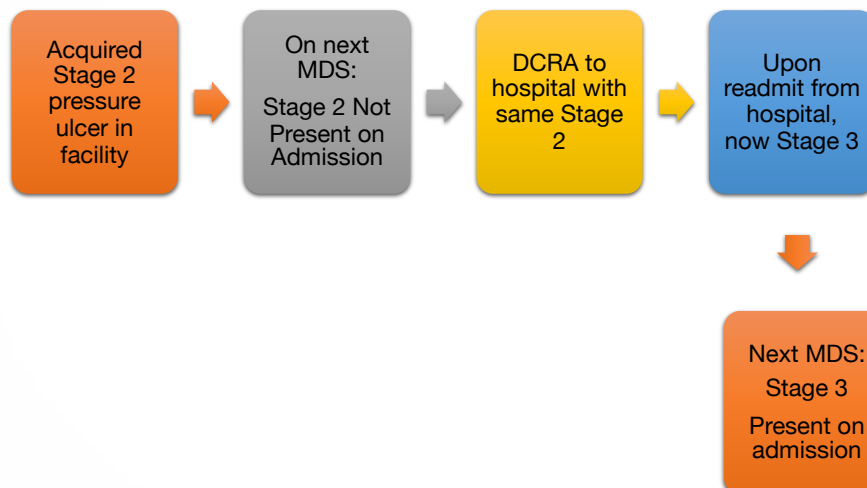 Acquired
Stage 2
pressure
ulcer in
facility
On next
MDS:
Stage 2 Not
Present on
Admission
DCRA to
hospital with
same Stage
2
Upon
readmit from
hospital,
now Stage 3
Next MDS:
Stage 3
Present on
admission